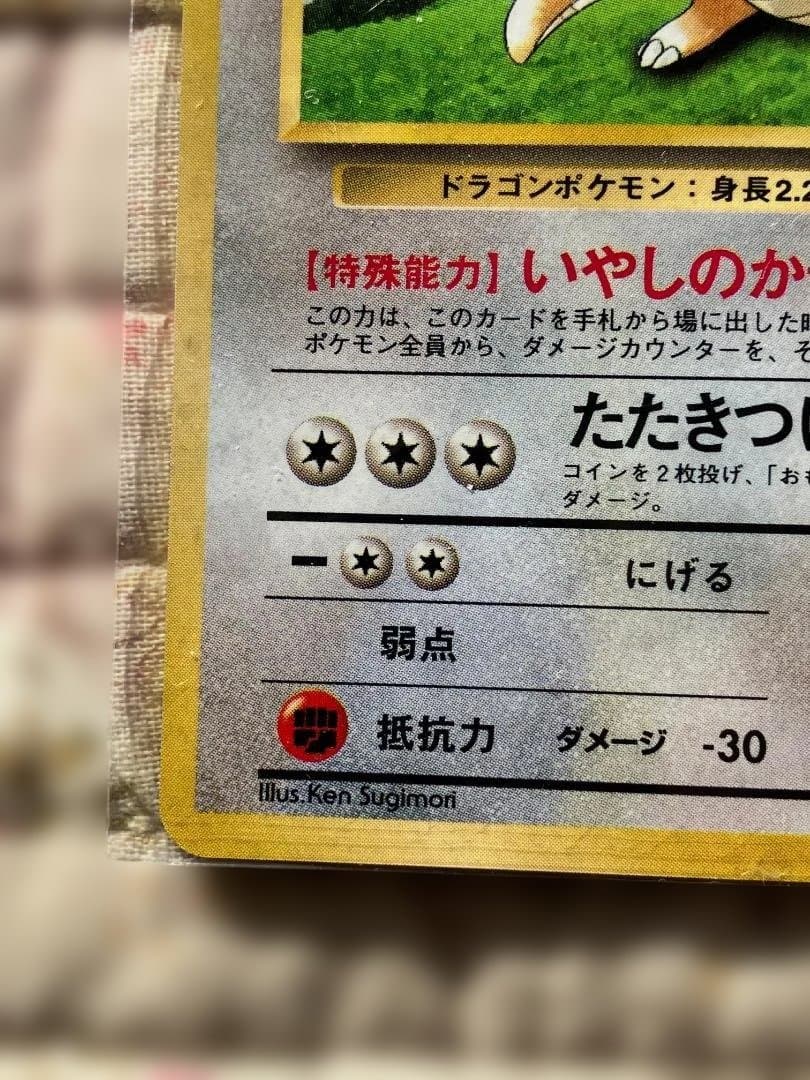 ドラゴンポケモン：身長2.2
【特殊能力】いやしのか
この力は、このカードを手札から場に出した時
ポケモン全員から、ダメージカウンターを、そ
たたきつけ
コインを2枚投げ、「おも
ダメージ。
にげる
弱点
抵抗力 ダメージ -30
Illus.Ken Sugimori